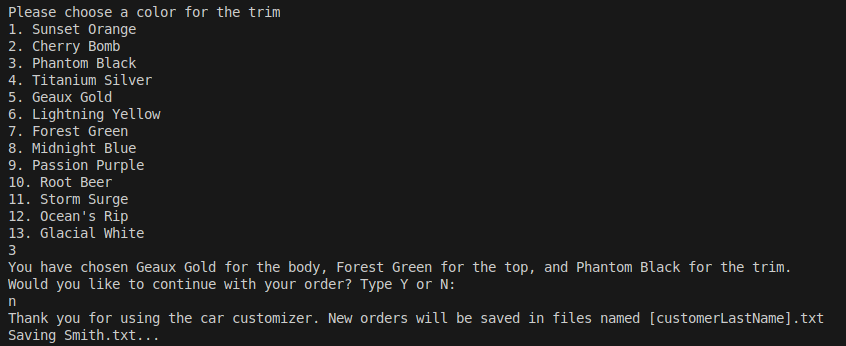 Please choose a color for the trim
1. Sunset Orange
2. Cherry Bomb
3. Phantom Black
4. Titanium Silver
5. Geaux Gold
6. Lightning Yellow
7. Forest Green
8. Midnight Blue
9. Passion Purple
10. Root Beer
11. Storm Surge
12. Ocean's Rip
13. Glacial White
3
You have chosen Geaux Gold for the body, Forest Green for the top, and Phantom Black for the trim.
Would you like to continue with your order? Type Y or N:
n
Thank you for using the car customizer. New orders will be saved in files named [customerLastName].txt
Saving Smith.txt...